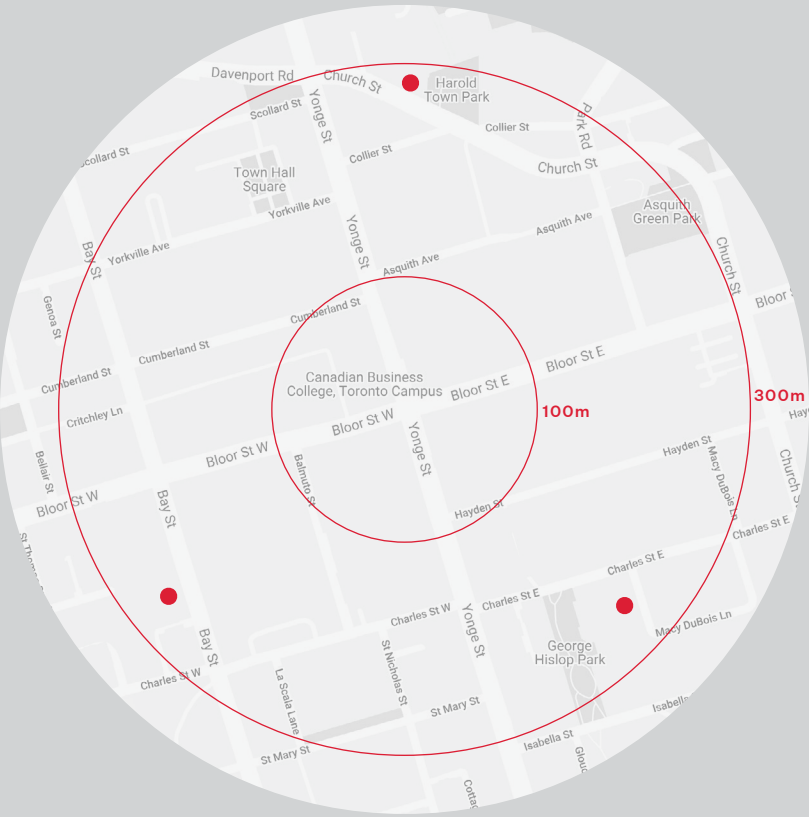 Davenport Rd
Church St
Harold
Town Park
Scollard St
Yonge St
Collier St
Park Rd
Scollard St
Collier St
Church St
Town Hall
Square
Yorkville Ave
Asquith
Green Park
Yonge St
Asquith Ave
Yorkville Ave
Bay St
Asquith Ave
Church St
Genoa St
Cumberland St
Bloor
Cumberland St
Bloor St E
Cumberland St
Canadian Business
College, Toronto Campus
Bloor St E
300m
100m
Critchley Ln
Bloor St W
Hay
Yonge St
Hayden St
Bloor St W
Bellair St
Balmuto St
Macy DuBois Ln
Church S
Bloor St W
Bay St
Hayden St
Charles St E
St Thom
Charles St E
Charles St E
Charles St W
Yonge St
Macy DuBois Ln
Bay St
George
Hislop Park
Charles St W
St Nicholas St
La Scala Lane
St Mary St
Isabella
Isabella St
St Mary St
Glouc
Cottag